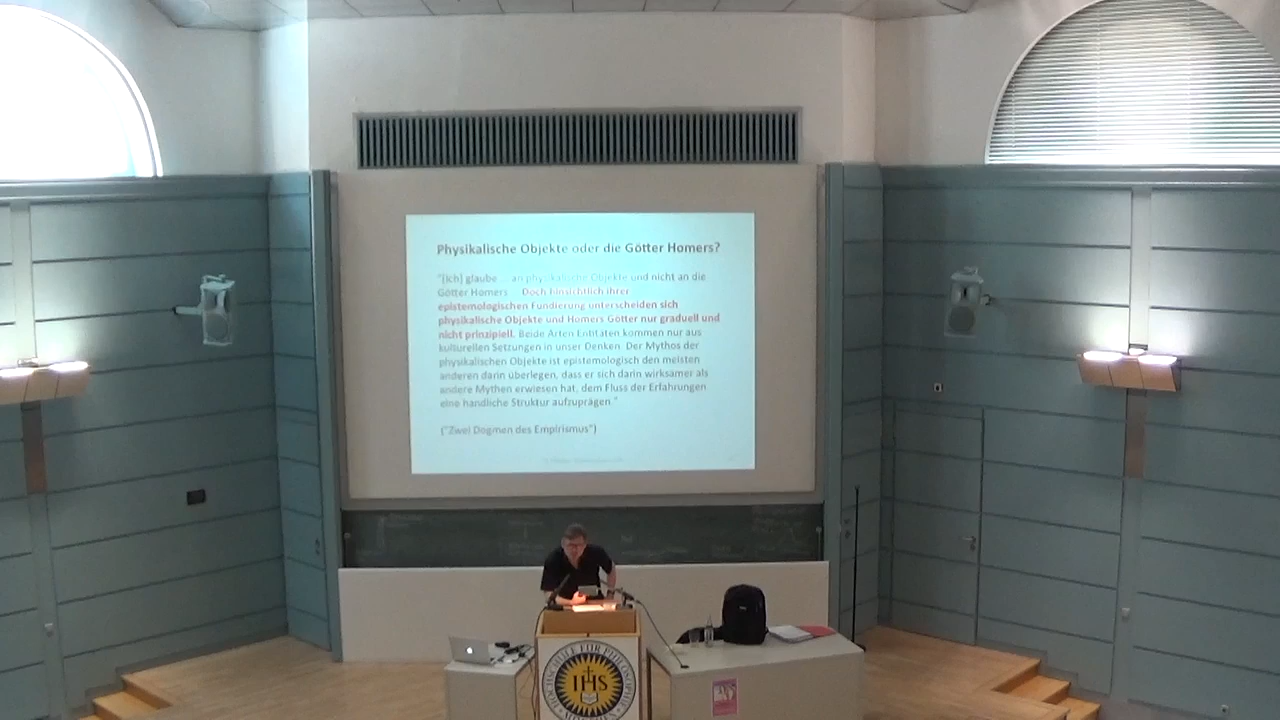 Physikalische Objekte oder die Götter Homers?
"[Ich] glaube ... an physikalische Objekte und nicht an die
Götter Homers ... Doch hinsichtlich ihrer
epistemologischen Fundierung unterscheiden sich
physikalische Objekte und Homers Götter nur graduell und
nicht prinzipiell. Beide Arten Entitäten kommen nur aus
kulturellen Setzungen in unser Denken. Der Mythos der
physikalischen Objekte ist epistemologisch den meisten
anderen darin überlegen, dass er sich darin wirksamer als
andere Mythen erwiesen hat, dem Fluss der Erfahrungen
eine handliche Struktur aufzuprägen."
("Zwei Dogmen des Empirismus")
HOCHSCHULE FÜR PHILOSOPHIE
IHS
MÜNCHEN